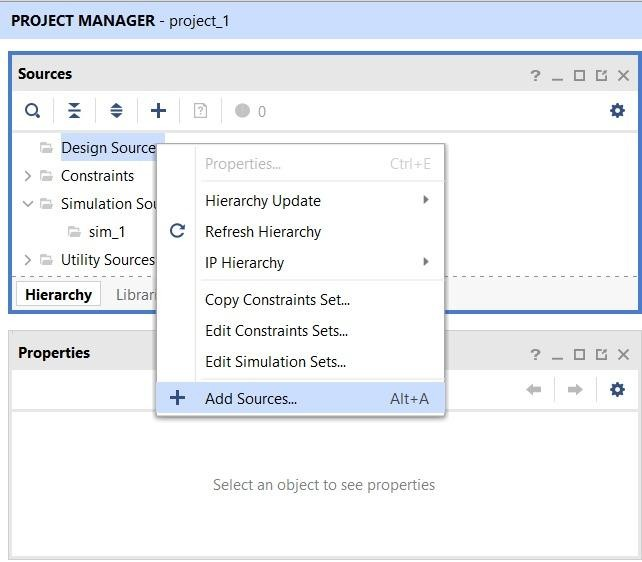 PROJECT MANAGER - project_1
Sources
? _
0
Design Source
Constraints
Simulation Sou
sim_1
Utility Sources
Hierarchy Librari
Properties... Ctrl+E
Hierarchy Update
Refresh Hierarchy
IP Hierarchy
Copy Constraints Set...
Edit Constraints Sets...
Edit Simulation Sets...
Add Sources... Alt+A
Properties
? _
Select an object to see properties